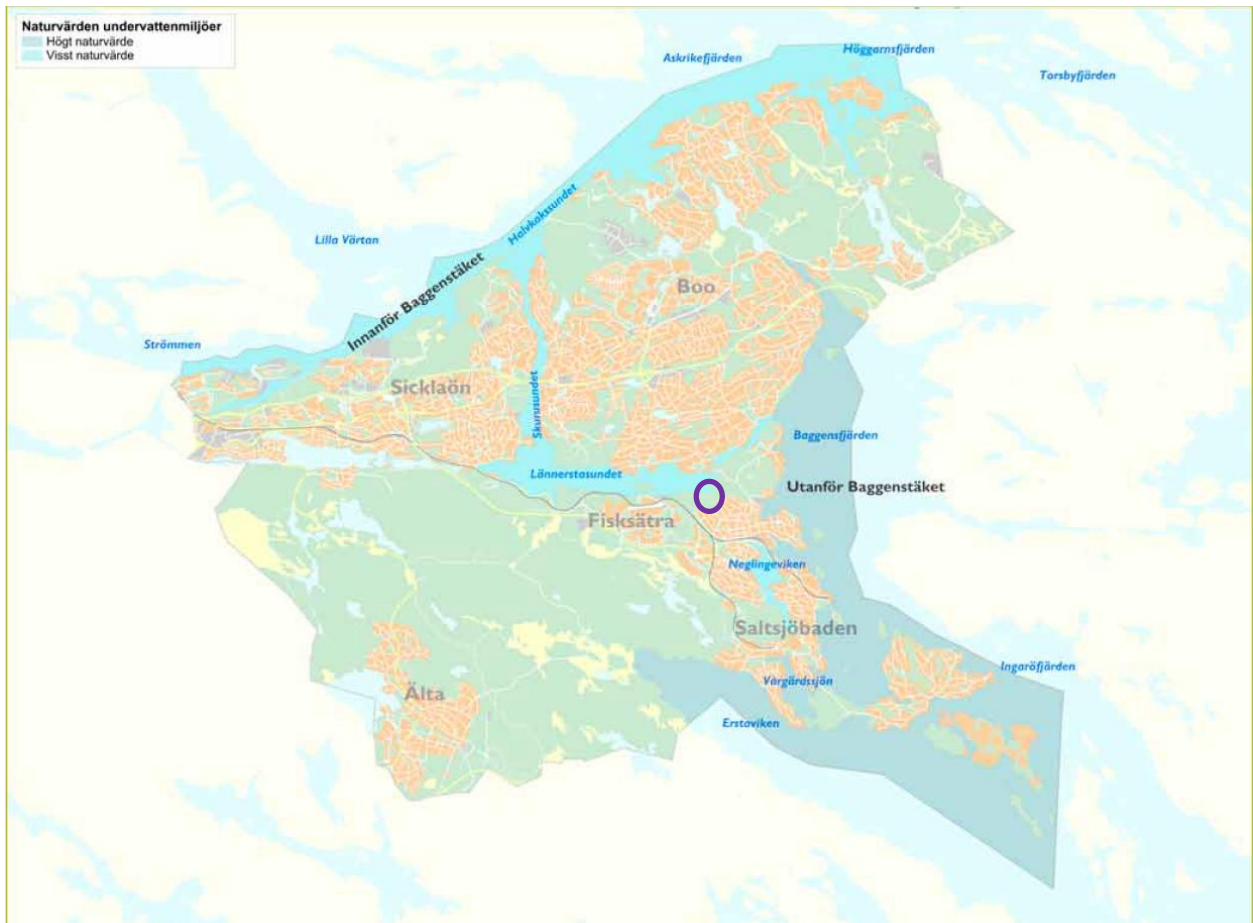 Naturvärden undervattenmiljöer
Högt naturvärde
Visst naturvärde
Askrikefjärden
Höggarnsfjärden
Torsbyfjärden
Lilla Värtan
Halvkakssundet
Innanför Baggenstäket
Boo
Strömmen
Sicklaön
Skurusundet
Baggensfjärden
Lännerstasundet
Utanför Baggenstäket
Fisksätra
Neglingeviken
Saltsjöbaden
Ingaröfjärden
Vårgärdssjön
Älta
Erstaviken